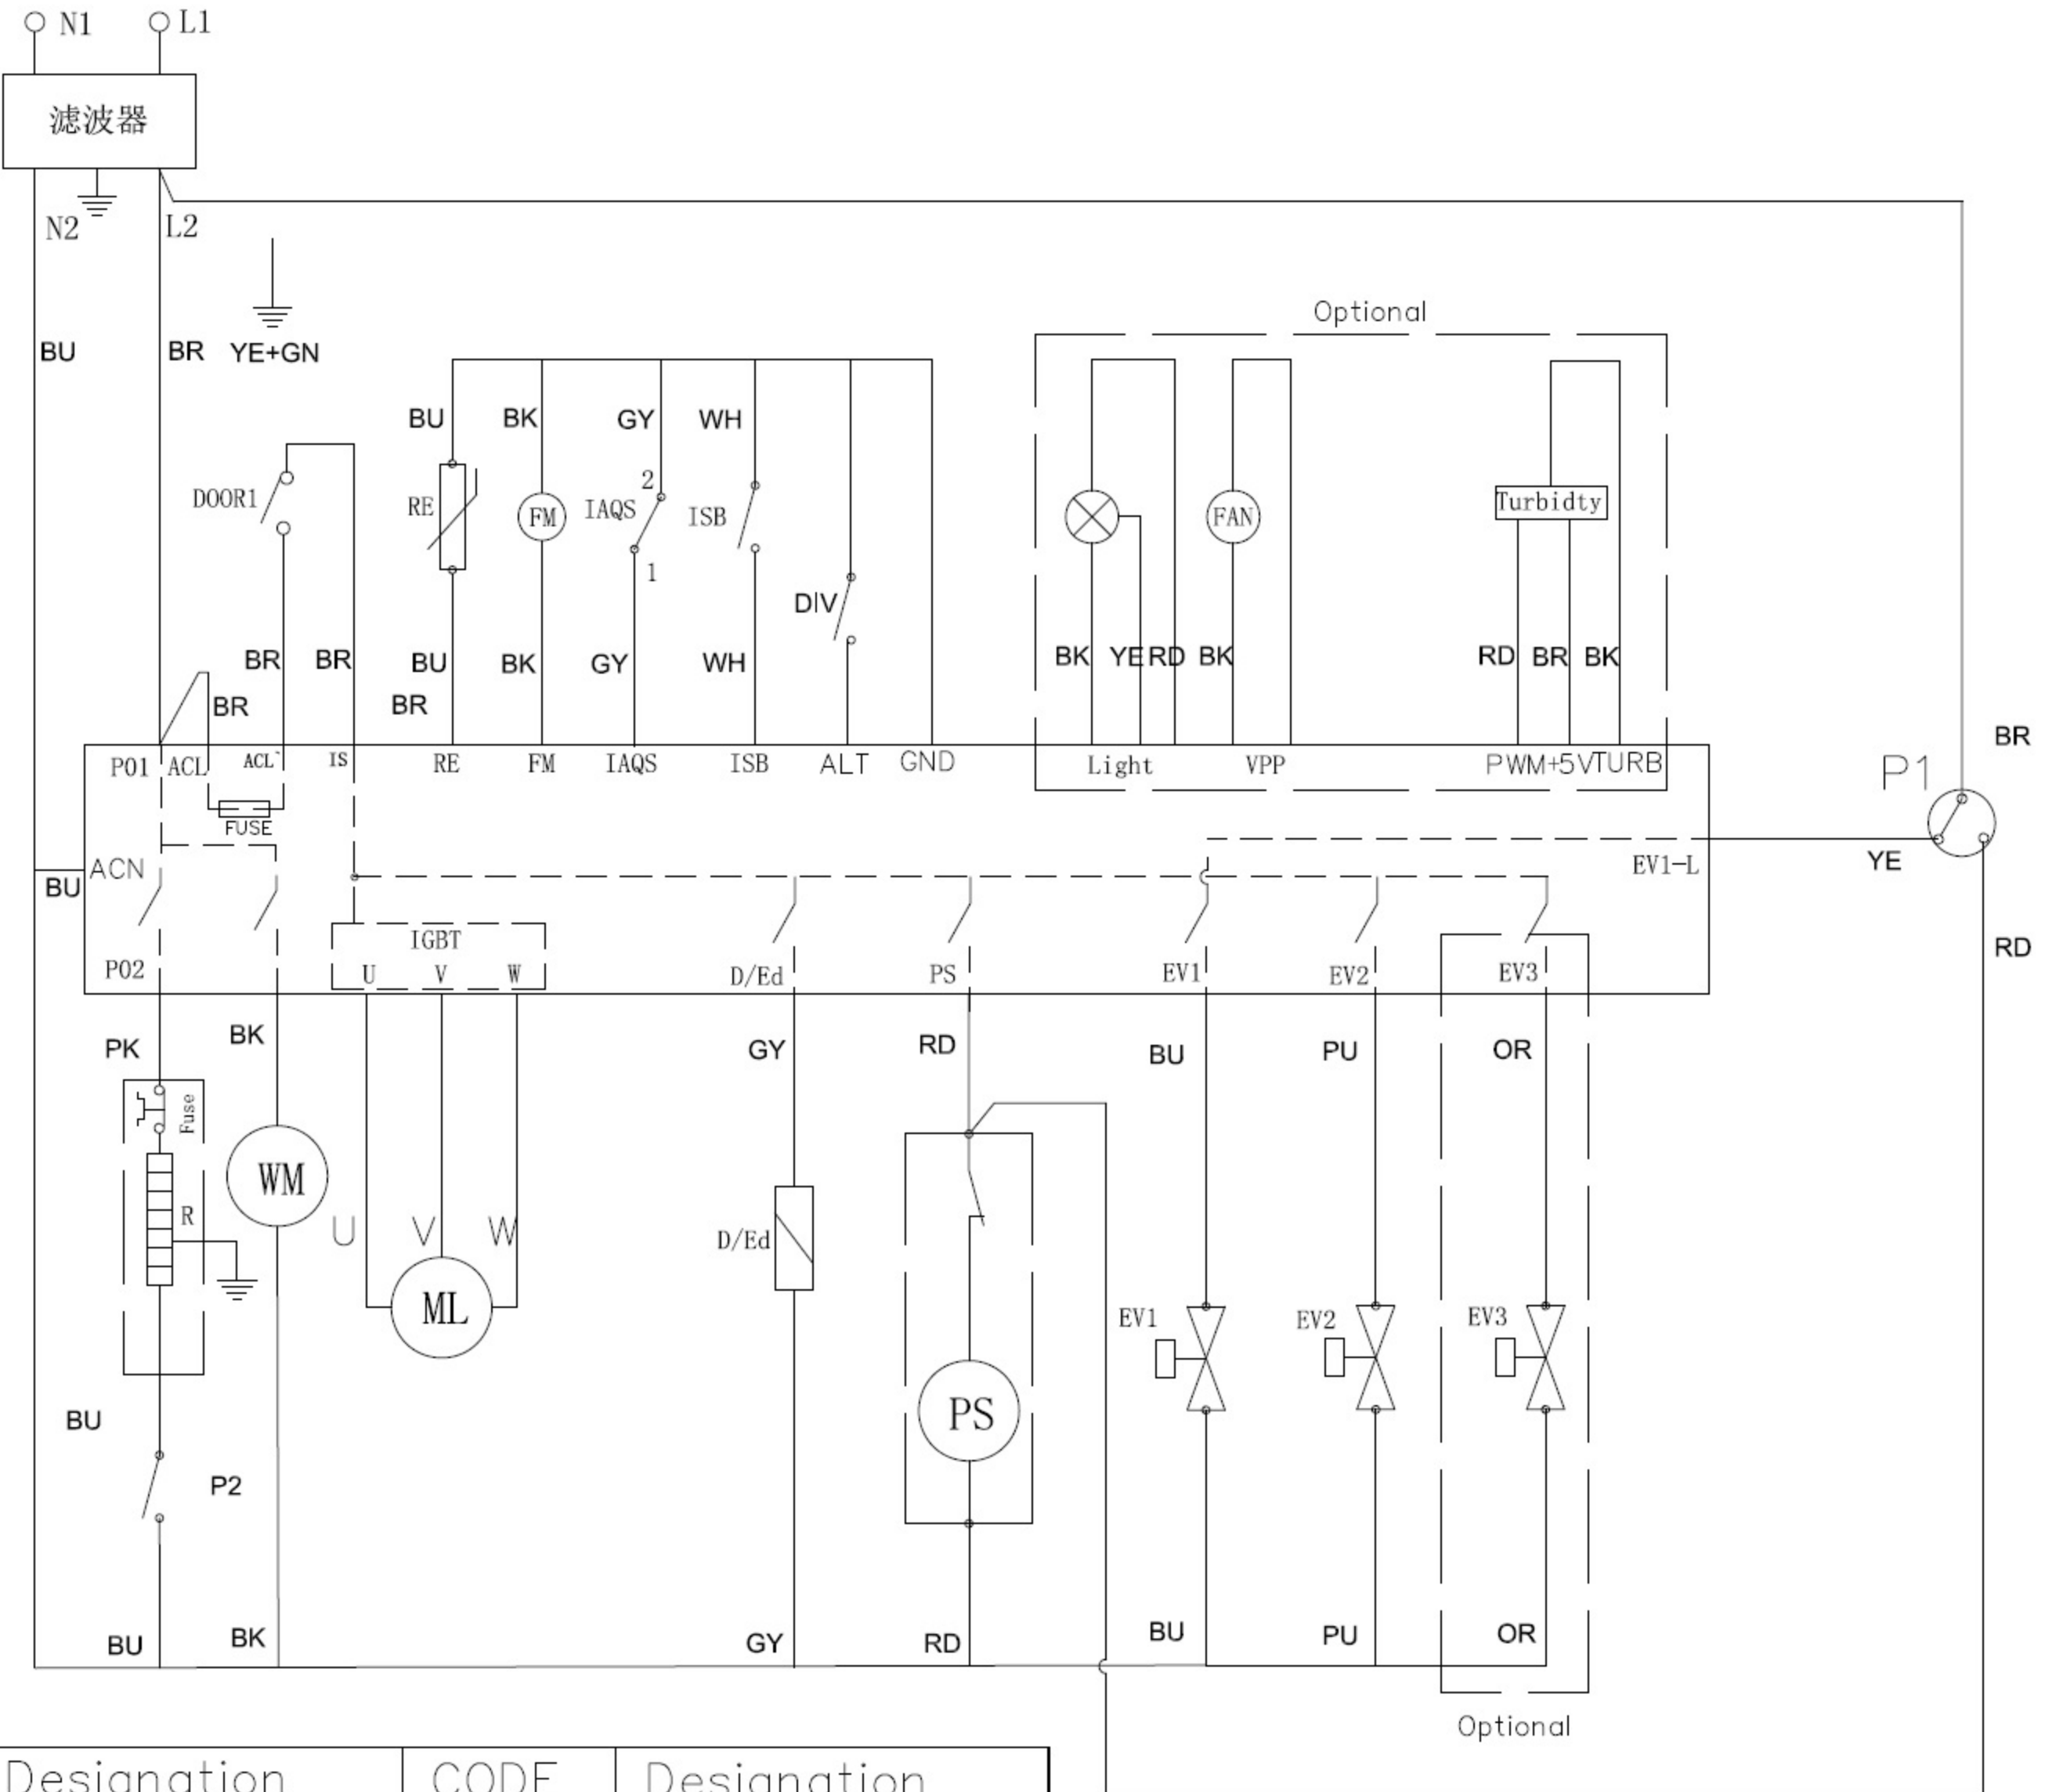 N1 L1
滤波器
N2 L2
Optional
BU BR YE+GN
BU BK GY WH
DOOR1 RE FM IAQS 2 1 ISB FAN Turbidty
DIV
BR BR BU BK GY WH BK YE RD BK RD BR BK
BR BR
BR
P01 ACL ACL` IS RE FM IAQS ISB ALT GND Light VPP PWM+5VTURB P1
FUSE
ACN EV1-L YE
BU
IGBT
RD
P02 U V W D/Ed PS EV1 EV2 EV3
PK BK GY RD BU PU OR
Fuse
WM
R U V W D/Ed
ML EV1 EV2 EV3
PS
BU
P2
BU BK GY RD BU PU OR
Optional
Designation CODE Designation